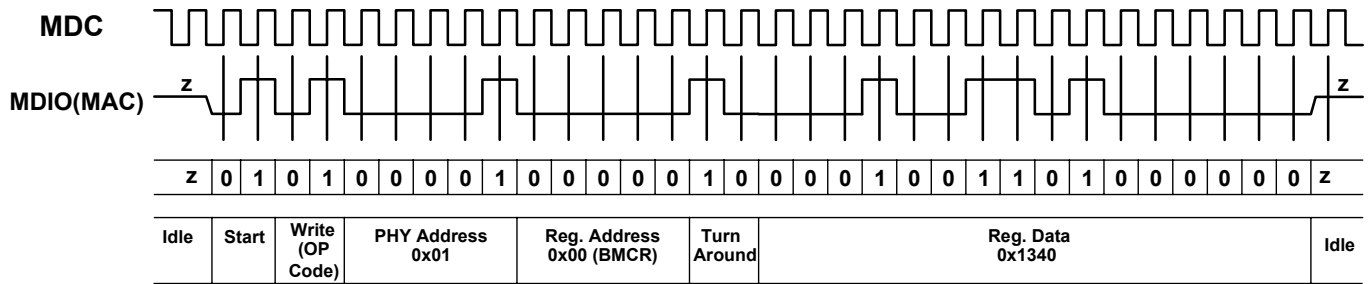 MDC
z z
MDIO(MAC)
z 0 1 0 1 0 0 0 0 1 0 0 0 0 0 1 0 0 0 0 1 0 0 1 1 0 1 0 0 0 0 0 0 z
Idle
Start
Write
(OP
Code)
PHY Address
0x01
Reg. Address
0x00 (BMCR)
Turn
Around
Reg. Data
0x1340
Idle